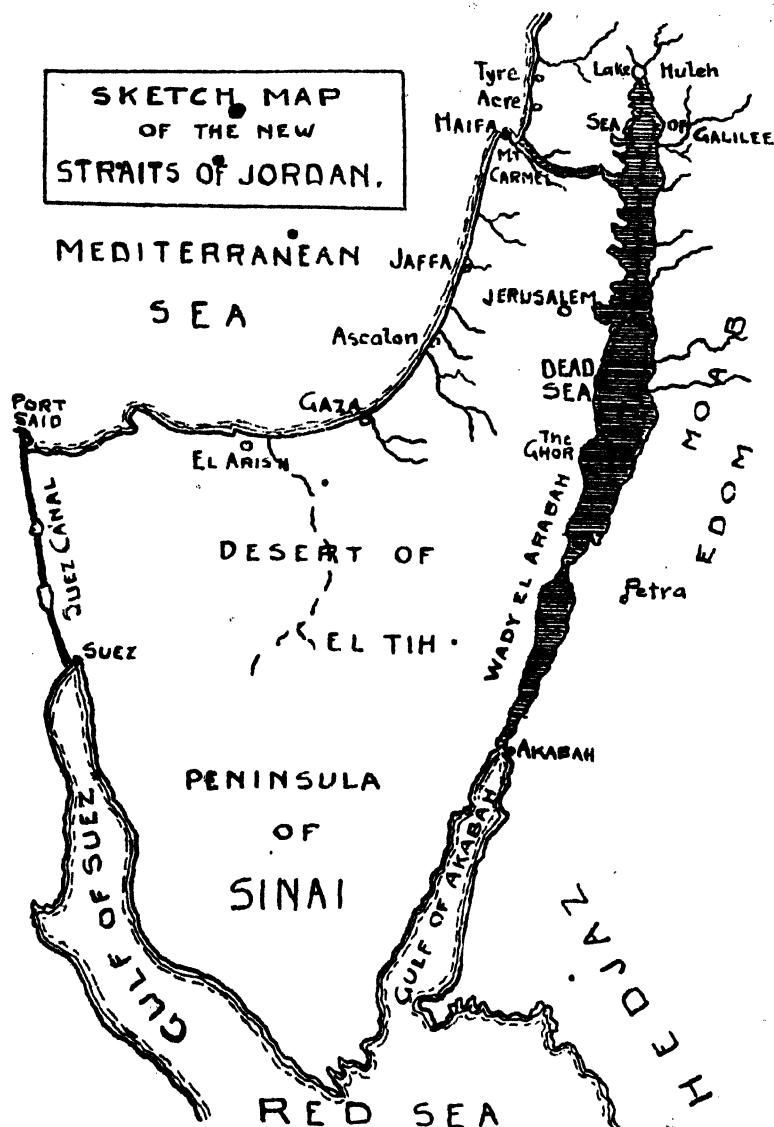 SKETCH MAP
OF THE NEW
STRAITS OF JORDAN.
Tyre
Lake Huleh
Acre
HAIFA
SEA OF
GALILEE
MT
CARMEL
MEDITERRANEAN
SEA
JAFFA
JERUSALEM
Ascalon
DEAD
SEA
MOAB
GAZA
PORT
SAID
The
GHOR
EL ARISH
EDOM
SUEZ CANAL
DESERT OF
WADY EL ARABAH
Petra
EL TIH
SUEZ
AKABAH
PENINSULA
OF
SINAI
GULF OF SUEZ
GULF OF AKABAH
HEDJAZ
RED SEA